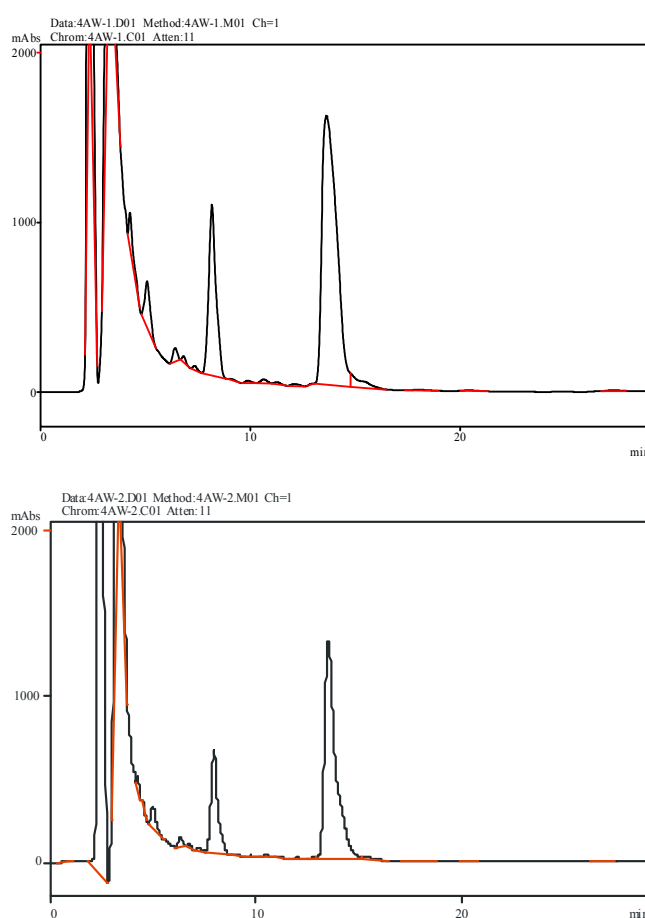 Data:4AW-1.D01 Method:4AW-1.M01 Ch=1
mAbs Chrom:4AW-1.C01 Atten:11
2000
1000
0
0 10 20
min
Data:4AW-2.D01 Method:4AW-2.M01 Ch=1
Chrom:4AW-2.C01 Atten:11
mAbs
2000
1000
0
0 10 20 min